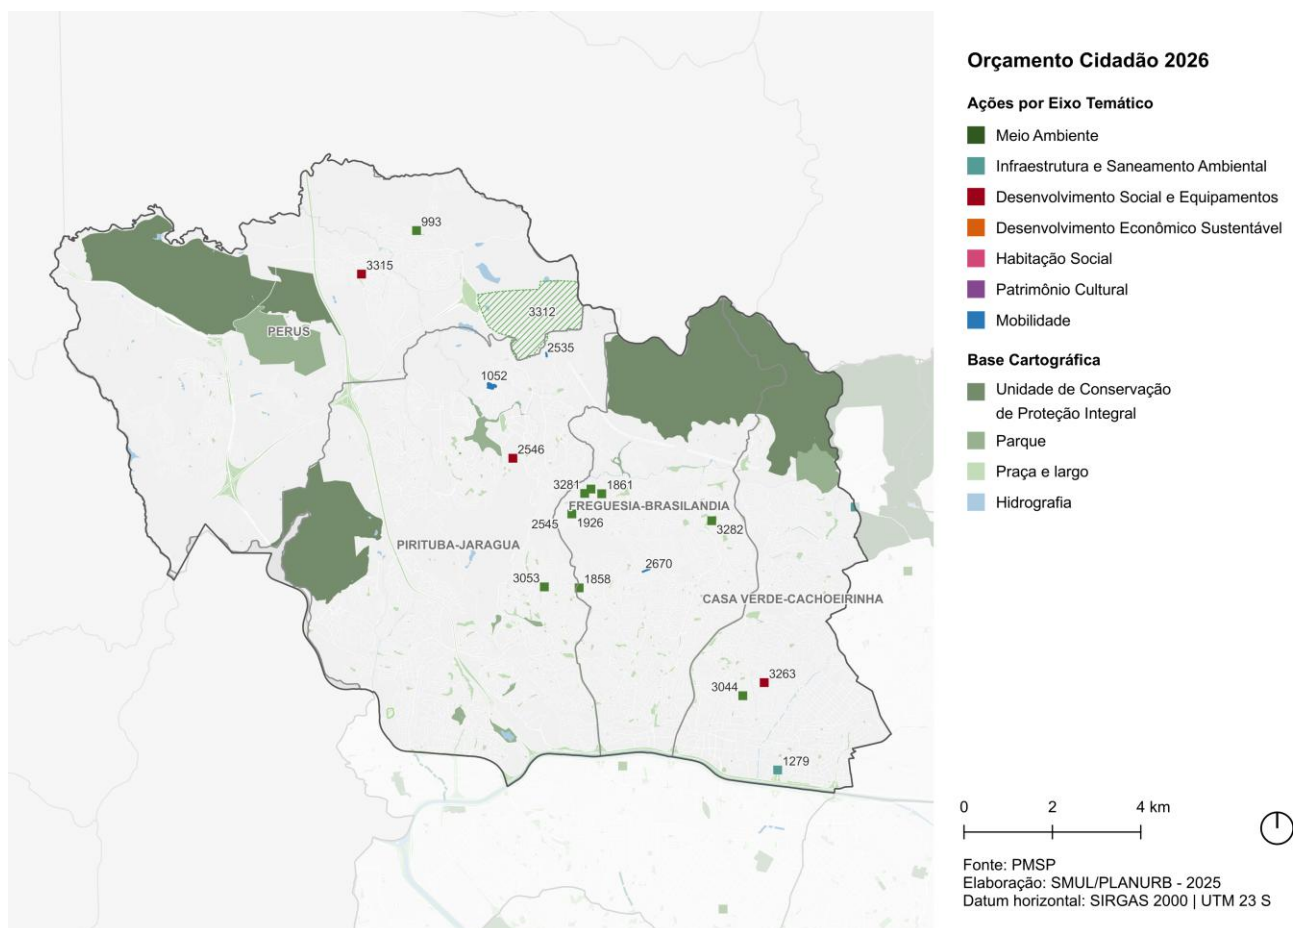 Orçamento Cidadão 2026
Ações por Eixo Temático
Meio Ambiente
Infraestrutura e Saneamento Ambiental
Desenvolvimento Social e Equipamentos
Desenvolvimento Econômico Sustentável
Habitação Social
Patrimônio Cultural
Mobilidade
Base Cartográfica
Unidade de Conservação
de Proteção Integral
Parque
Praça e largo
Hidrografia
993
3315
3312
PERUS
2535
1052
2546
3281
1861
FREGUESIA-BRASILANDIA
2545
1926
3282
PIRITUBA-JARAGUA
2670
3053
1858
CASA VERDE-CACHOEIRINHA
3263
3044
1279
0 2 4 km
Fonte: PMSP
Elaboração: SMUL/PLANURB - 2025
Datum horizontal: SIRGAS 2000 | UTM 23 S